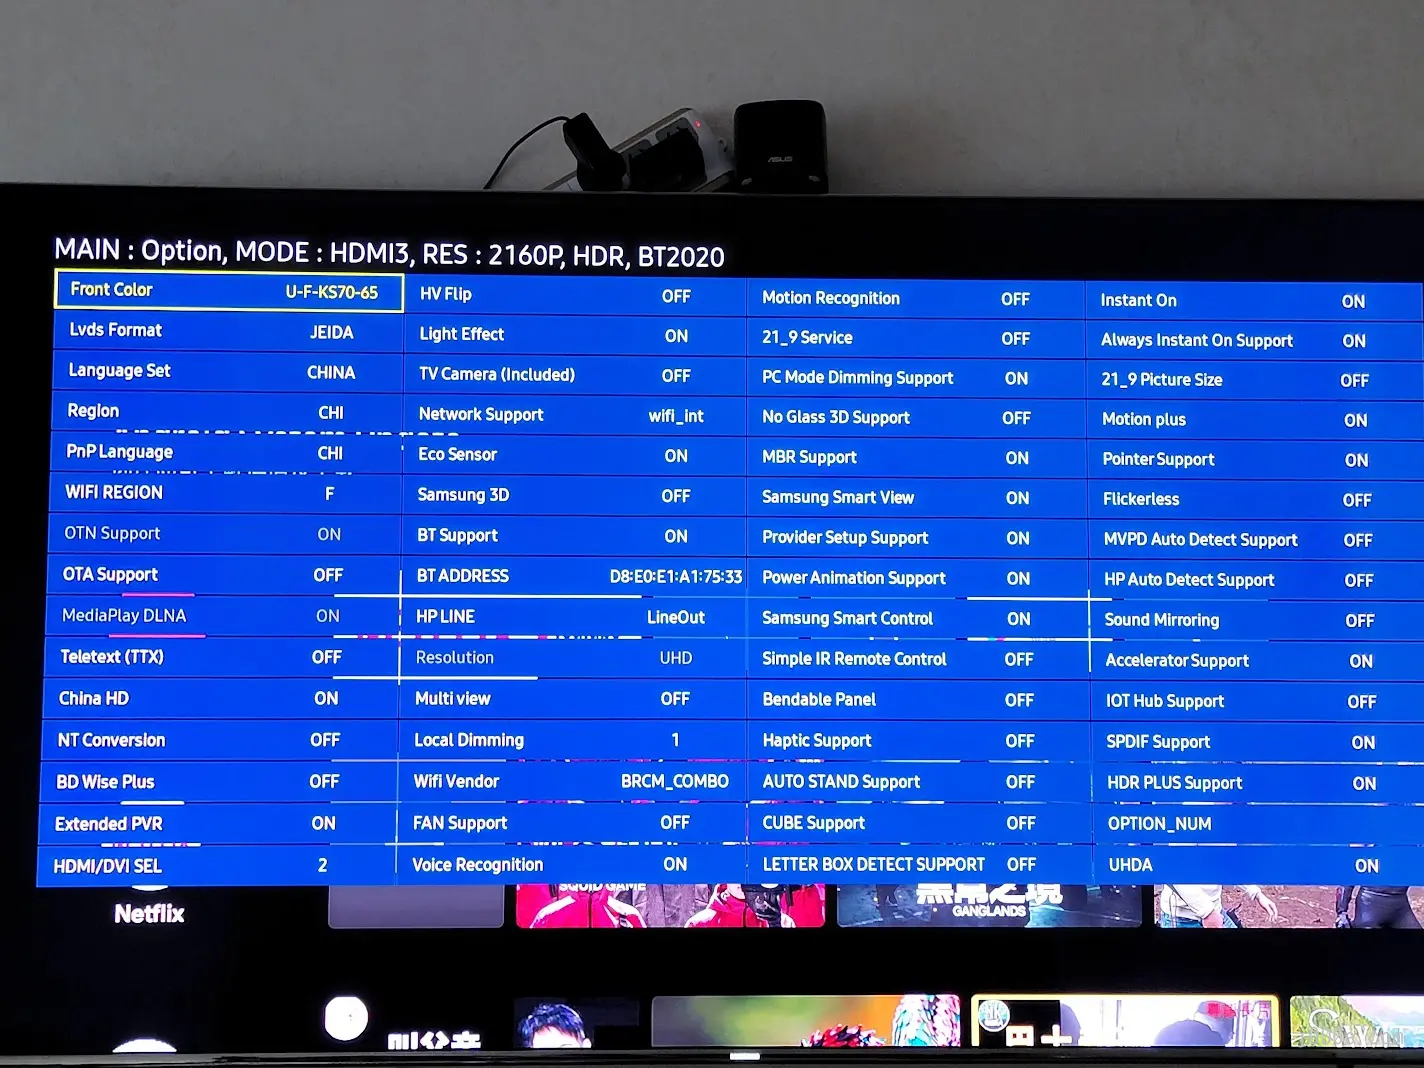 ASUS
MAIN : Option, MODE : HDMI3, RES : 2160P, HDR, BT2020
Front Color U-F-KS70-65
Lvds Format JEIDA
Language Set CHINA
Region CHI
PnP Language CHI
WIFI REGION F
OTN Support ON
OTA Support OFF
MediaPlay DLNA ON
Teletext (TTX) OFF
China HD ON
NT Conversion OFF
BD Wise Plus OFF
Extended PVR ON
HDMI/DVI SEL 2
HV Flip OFF
Light Effect ON
TV Camera (Included) OFF
Network Support wifi_int
Eco Sensor ON
Samsung 3D OFF
BT Support ON
BT ADDRESS D8:E0:E1:A1:75:33
HP LINE LineOut
Resolution UHD
Multi view OFF
Local Dimming 1
Wifi Vendor BRCM_COMBO
FAN Support OFF
Voice Recognition ON
Motion Recognition OFF
21_9 Service OFF
PC Mode Dimming Support ON
No Glass 3D Support OFF
MBR Support ON
Samsung Smart View ON
Provider Setup Support ON
Power Animation Support ON
Samsung Smart Control ON
Simple IR Remote Control OFF
Bendable Panel OFF
Haptic Support OFF
AUTO STAND Support OFF
CUBE Support OFF
LETTER BOX DETECT SUPPORT OFF
Instant On ON
Always Instant On Support ON
21_9 Picture Size OFF
Motion plus ON
Pointer Support ON
Flickerless OFF
MVPD Auto Detect Support OFF
HP Auto Detect Support OFF
Sound Mirroring OFF
Accelerator Support ON
IOT Hub Support OFF
SPDIF Support ON
HDR PLUS Support ON
OPTION_NUM
UHDA ON
Netflix
SQUID GAME
GANGLANDS